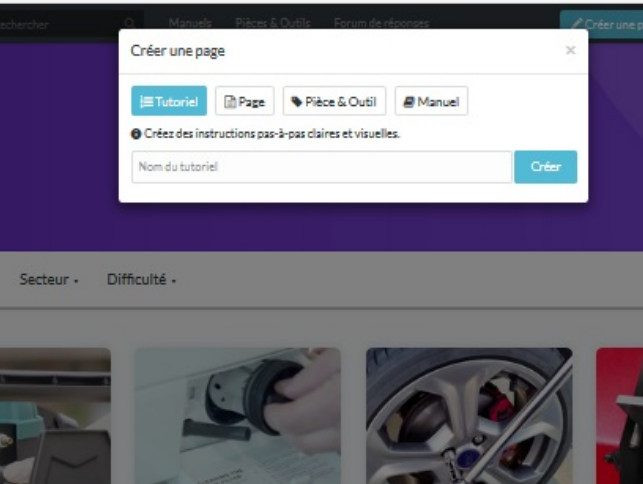 echercher Manuels Pièces & Outils Forum de réponses Créer une p
Créer une page ×
Tutoriel Page Pièce & Outil Manuel
Créez des instructions pas-à-pas claires et visuelles.
Nom du tutoriel Créer
Secteur Difficulté